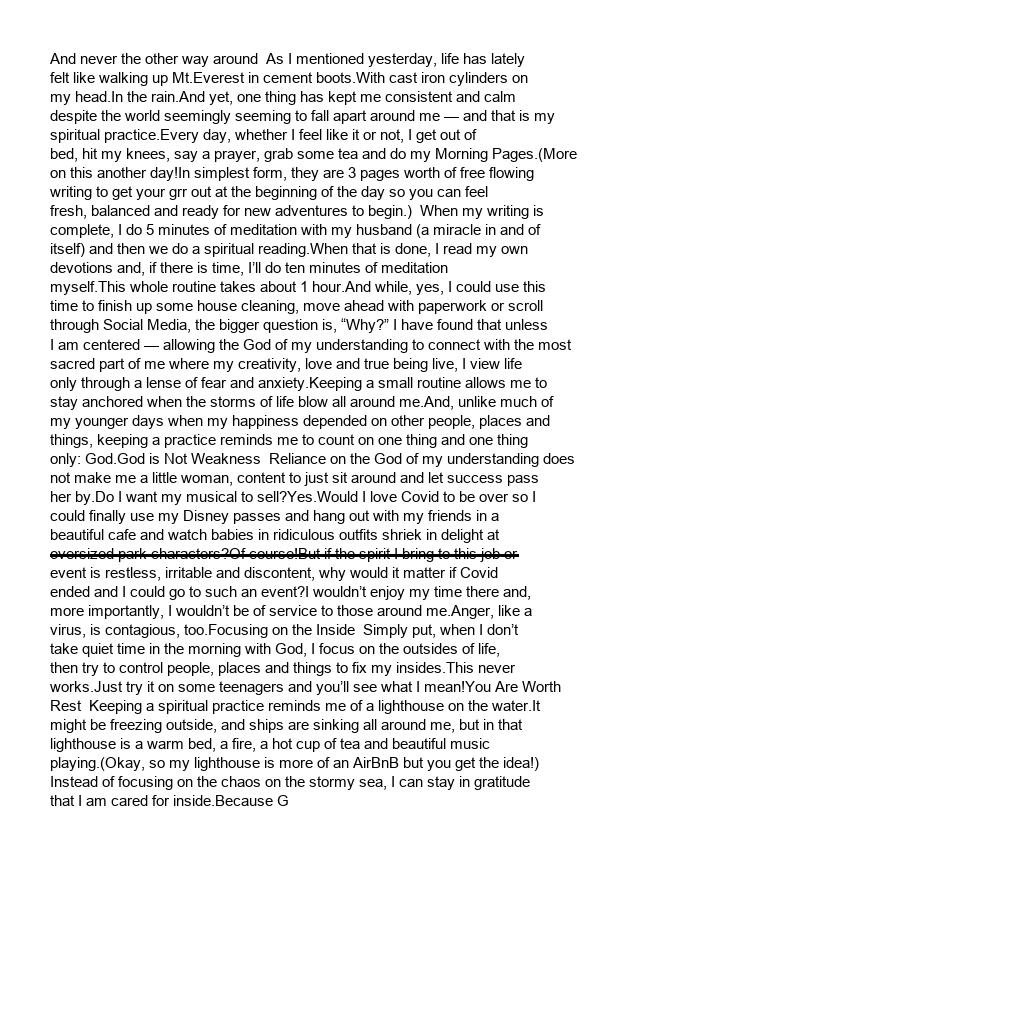 And never the other way around  As I mentioned yesterday, life has lately
felt like walking up Mt.Everest in cement boots.With cast iron cylinders on
my head.In the rain.And yet, one thing has kept me consistent and calm
despite the world seemingly seeming to fall apart around me — and that is my
spiritual practice.Every day, whether I feel like it or not, I get out of
bed, hit my knees, say a prayer, grab some tea and do my Morning Pages.(More
on this another day!In simplest form, they are 3 pages worth of free flowing
writing to get your grr out at the beginning of the day so you can feel
fresh, balanced and ready for new adventures to begin.)  When my writing is
complete, I do 5 minutes of meditation with my husband (a miracle in and of
itself) and then we do a spiritual reading.When that is done, I read my own
devotions and, if there is time, I’ll do ten minutes of meditation
myself.This whole routine takes about 1 hour.And while, yes, I could use this
time to finish up some house cleaning, move ahead with paperwork or scroll
through Social Media, the bigger question is, “Why?” I have found that unless
I am centered — allowing the God of my understanding to connect with the most
sacred part of me where my creativity, love and true being live, I view life
only through a lense of fear and anxiety.Keeping a small routine allows me to
stay anchored when the storms of life blow all around me.And, unlike much of
my younger days when my happiness depended on other people, places and
things, keeping a practice reminds me to count on one thing and one thing
only: God.God is Not Weakness  Reliance on the God of my understanding does
not make me a little woman, content to just sit around and let success pass
her by.Do I want my musical to sell?Yes.Would I love Covid to be over so I
could finally use my Disney passes and hang out with my friends in a
beautiful cafe and watch babies in ridiculous outfits shriek in delight at
oversized park characters?Of course!But if the spirit I bring to this job or
event is restless, irritable and discontent, why would it matter if Covid
ended and I could go to such an event?I wouldn’t enjoy my time there and,
more importantly, I wouldn’t be of service to those around me.Anger, like a
virus, is contagious, too.Focusing on the Inside  Simply put, when I don’t
take quiet time in the morning with God, I focus on the outsides of life,
then try to control people, places and things to fix my insides.This never
works.Just try it on some teenagers and you’ll see what I mean!You Are Worth
Rest  Keeping a spiritual practice reminds me of a lighthouse on the water.It
might be freezing outside, and ships are sinking all around me, but in that
lighthouse is a warm bed, a fire, a hot cup of tea and beautiful music
playing.(Okay, so my lighthouse is more of an AirBnB but you get the idea!)
Instead of focusing on the chaos on the stormy sea, I can stay in gratitude
that I am cared for inside.Because G